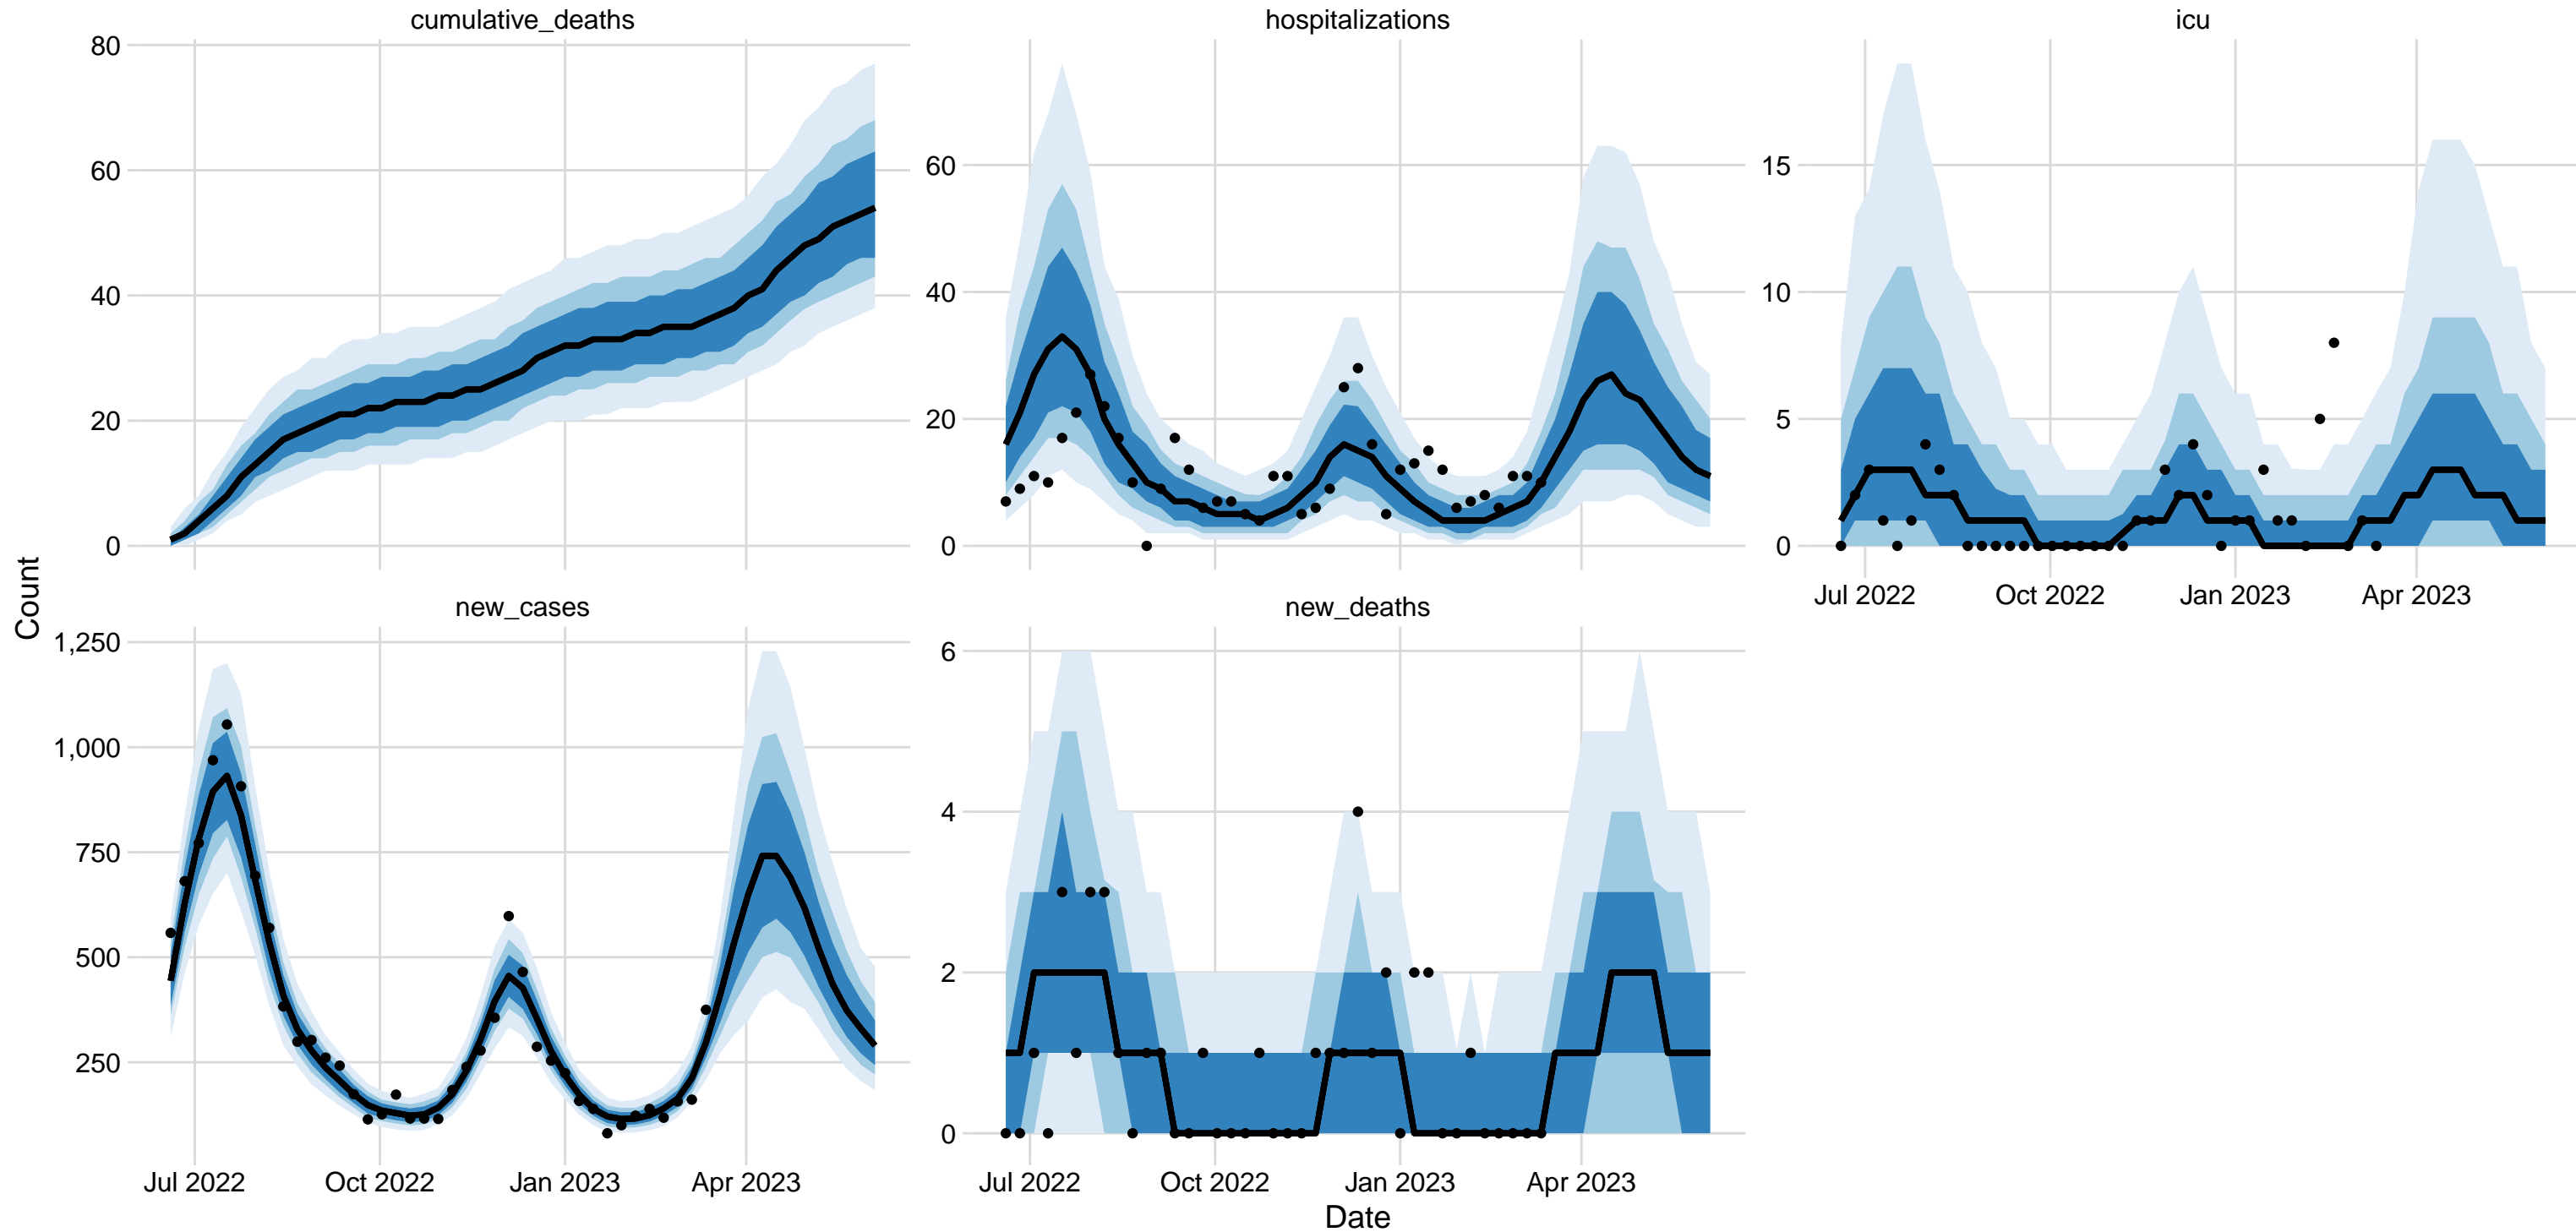 cumulative_deaths
hospitalizations
icu
80
60
40
20
0
60
40
20
0
15
10
5
0
Jul 2022
Oct 2022
Jan 2023
Apr 2023
Count
new_cases
new_deaths
1,250
1,000
750
500
250
6
4
2
0
Jul 2022
Oct 2022
Jan 2023
Apr 2023
Jul 2022
Oct 2022
Jan 2023
Apr 2023
Date